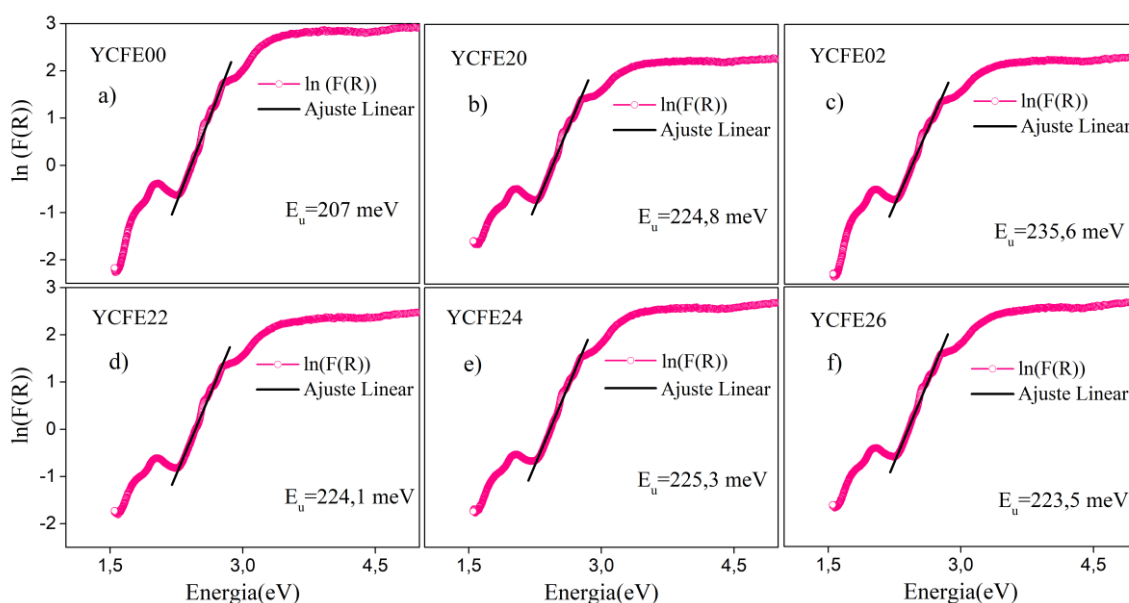 3
2
1
0
-1
-2
ln (F(R))
YCFE00
a)
ln (F(R))
Ajuste Linear
E_u=207 meV
YCFE20
b)
ln(F(R))
Ajuste Linear
E_u=224,8 meV
YCFE02
c)
ln(F(R))
Ajuste Linear
E_u=235,6 meV
3
2
1
0
-1
-2
ln(F(R))
YCFE22
d)
ln(F(R))
Ajuste Linear
E_u=224,1 meV
YCFE24
e)
ln(F(R))
Ajuste Linear
E_u=225,3 meV
YCFE26
f)
ln(F(R))
Ajuste Linear
E_u=223,5 meV
1,5 3,0 4,5
Energia(eV)
1,5 3,0 4,5
Energia(eV)
1,5 3,0 4,5
Energia(eV)